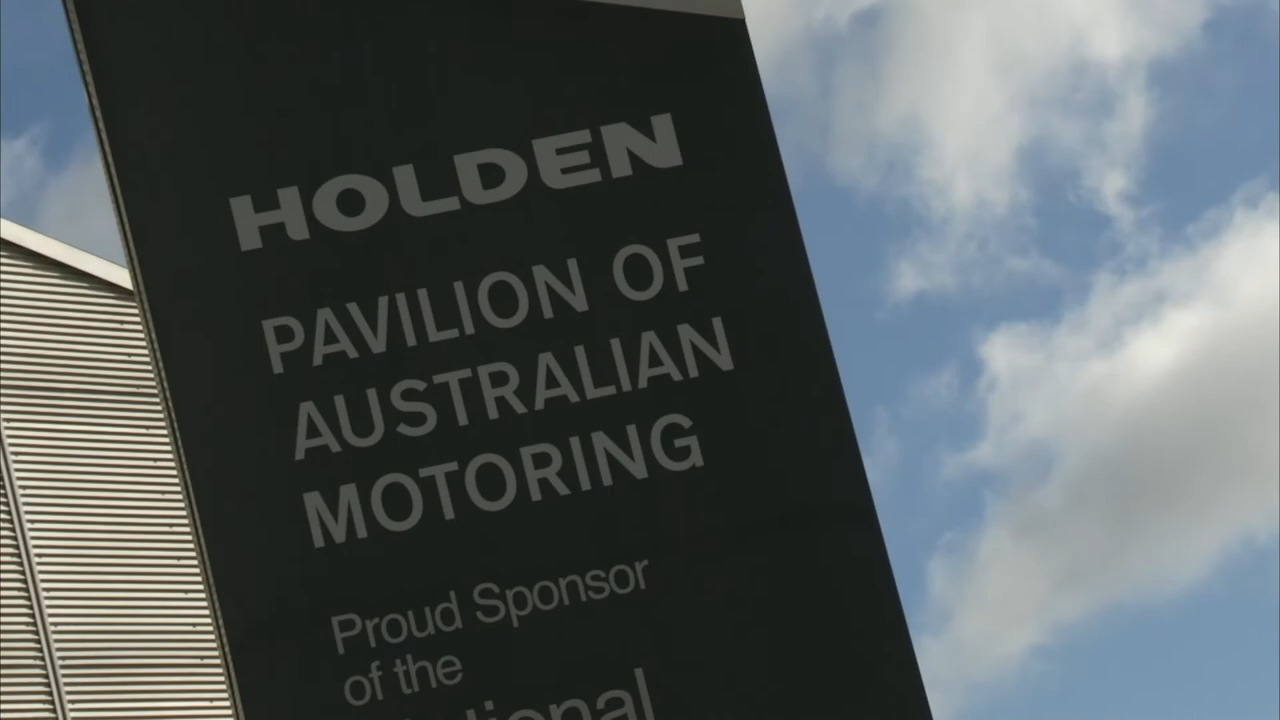 HOLDEN
PAVILION OF
AUSTRALIAN
MOTORING
Proud Sponsor
of the